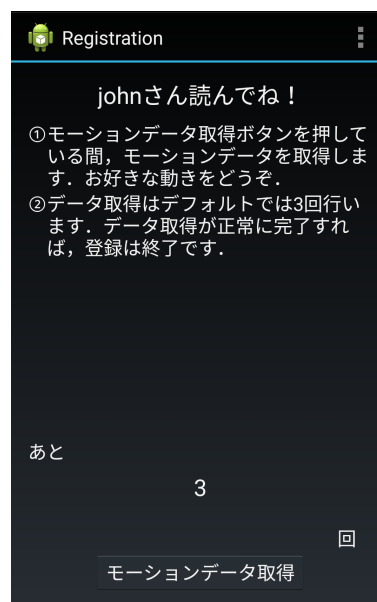 Registration
johnさん読んでね！
①モーションデータ取得ボタンを押して
いる間，モーションデータを取得しま
す．お好きな動きをどうぞ．
②データ取得はデフォルトでは3回行い
ます．データ取得が正常に完了すれ
ば，登録は終了です．
あと
3
回
モーションデータ取得